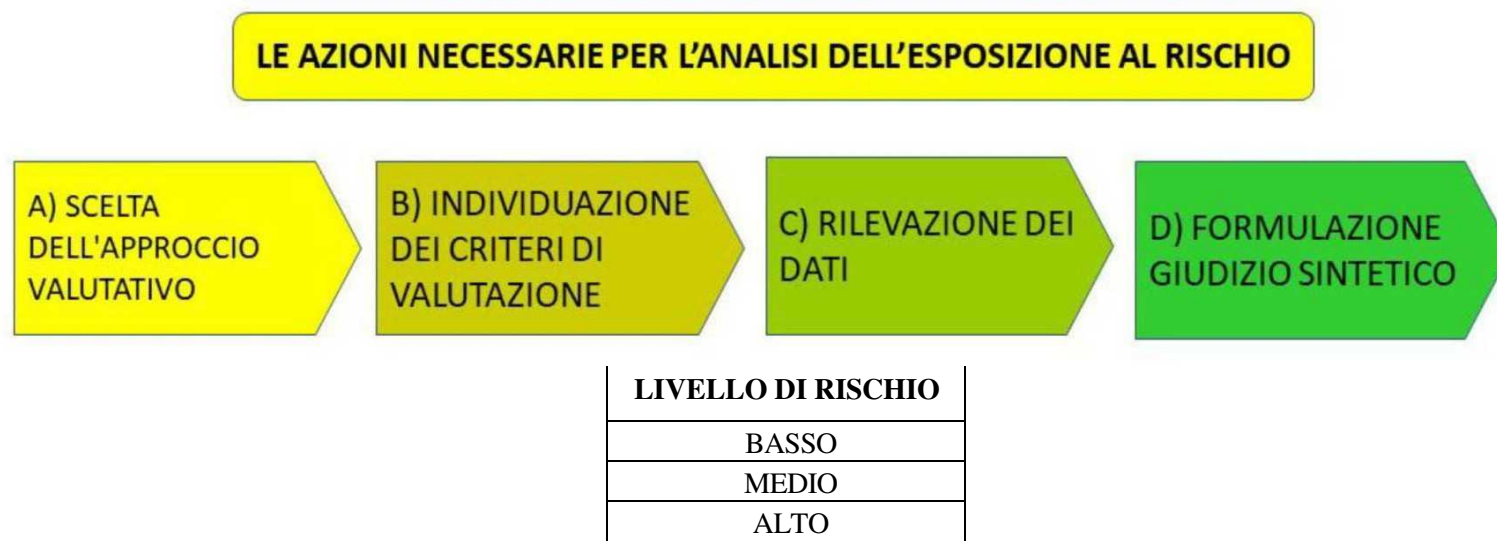 LE AZIONI NECESSARIE PER L'ANALISI DELL'ESPOSIZIONE AL RISCHIO
A) SCELTA
DELL'APPROCCIO
VALUTATIVO
B) INDIVIDUAZIONE
DEI CRITERI DI
VALUTAZIONE
C) RILEVAZIONE DEI
DATI
D) FORMULAZIONE
GIUDIZIO SINTETICO
LIVELLO DI RISCHIO
BASSO
MEDIO
ALTO